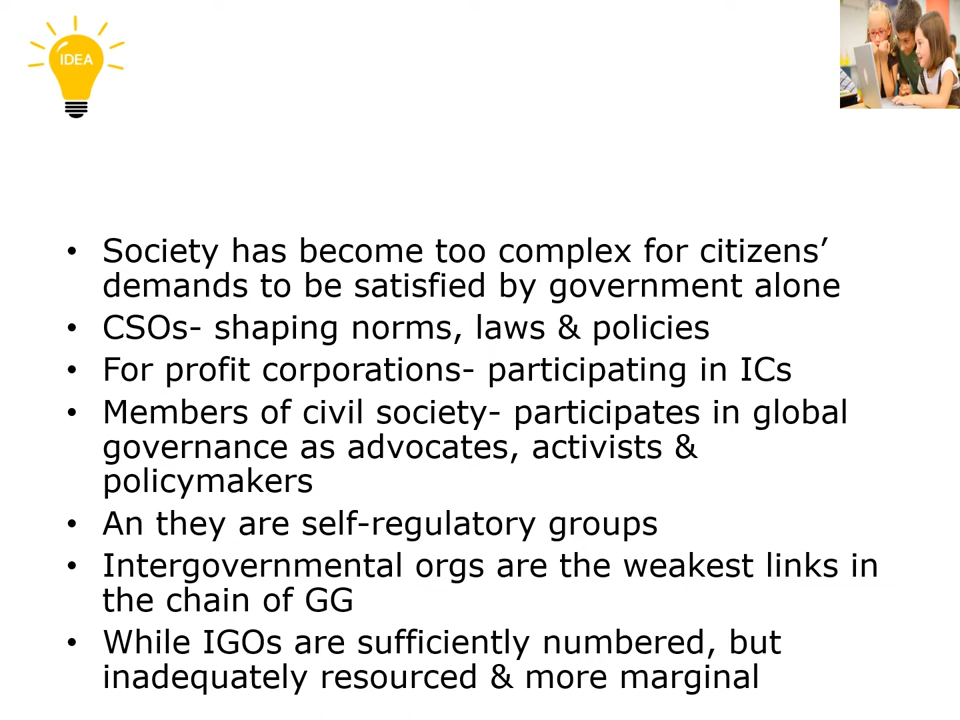 IDEA
• Society has become too complex for citizens’
demands to be satisfied by government alone
• CSOs- shaping norms, laws & policies
• For profit corporations- participating in ICs
• Members of civil society- participates in global
governance as advocates, activists &
policymakers
• An they are self-regulatory groups
• Intergovernmental orgs are the weakest links in
the chain of GG
• While IGOs are sufficiently numbered, but
inadequately resourced & more marginal